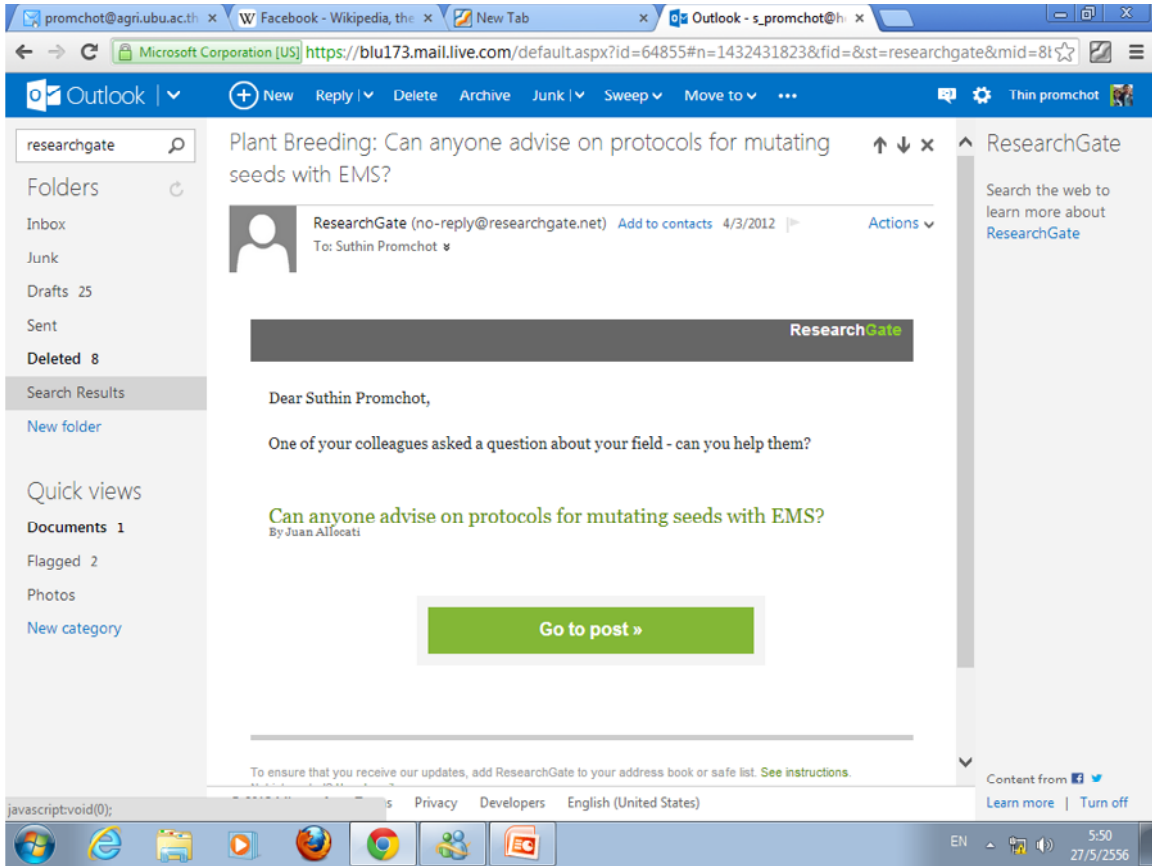 promchot@agri.ubu.ac.th
Facebook - Wikipedia, the
New Tab
Outlook - s_promchot@h
Microsoft Corporation [US] https://blu173.mail.live.com/default.aspx?id=64855#n=1432431823&fid=&st=researchgate&mid=8
Outlook
New Reply Delete Archive Junk Sweep Move to ••• Thin promchot
researchgate
Folders
Inbox
Junk
Drafts 25
Sent
Deleted 8
Search Results
New folder
Quick views
Documents 1
Flagged 2
Photos
New category
Plant Breeding: Can anyone advise on protocols for mutating
seeds with EMS?
ResearchGate (no-reply@researchgate.net) Add to contacts 4/3/2012
Actions
To: Suthin Promchot
ResearchGate
Dear Suthin Promchot,
One of your colleagues asked a question about your field - can you help them?
Can anyone advise on protocols for mutating seeds with EMS?
By Juan Allocati
Go to post »
To ensure that you receive our updates, add ResearchGate to your address book or safe list. See instructions.
Privacy Developers English (United States)
ResearchGate
Search the web to
learn more about
ResearchGate
Content from
Learn more | Turn off
javascript:void(0);
EN
5:50
27/5/2556